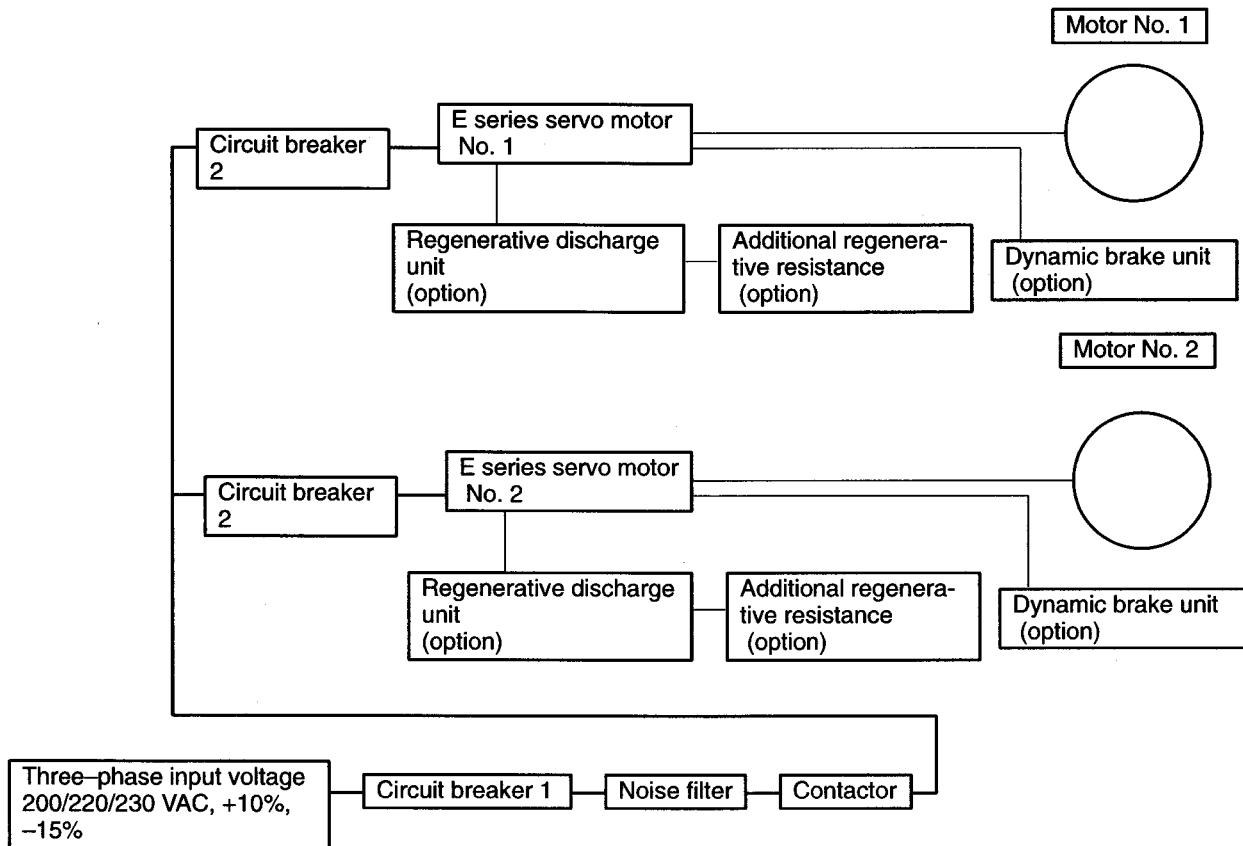 Motor No. 1
E series servo motor
No. 1
Circuit breaker
2
Regenerative discharge
unit
(option)
Additional regenera-
tive resistance
(option)
Dynamic brake unit
(option)
Motor No. 2
E series servo motor
No. 2
Circuit breaker
2
Regenerative discharge
unit
(option)
Additional regenera-
tive resistance
(option)
Dynamic brake unit
(option)
Three–phase input voltage
200/220/230 VAC, +10%,
–15%
Circuit breaker 1
Noise filter
Contactor